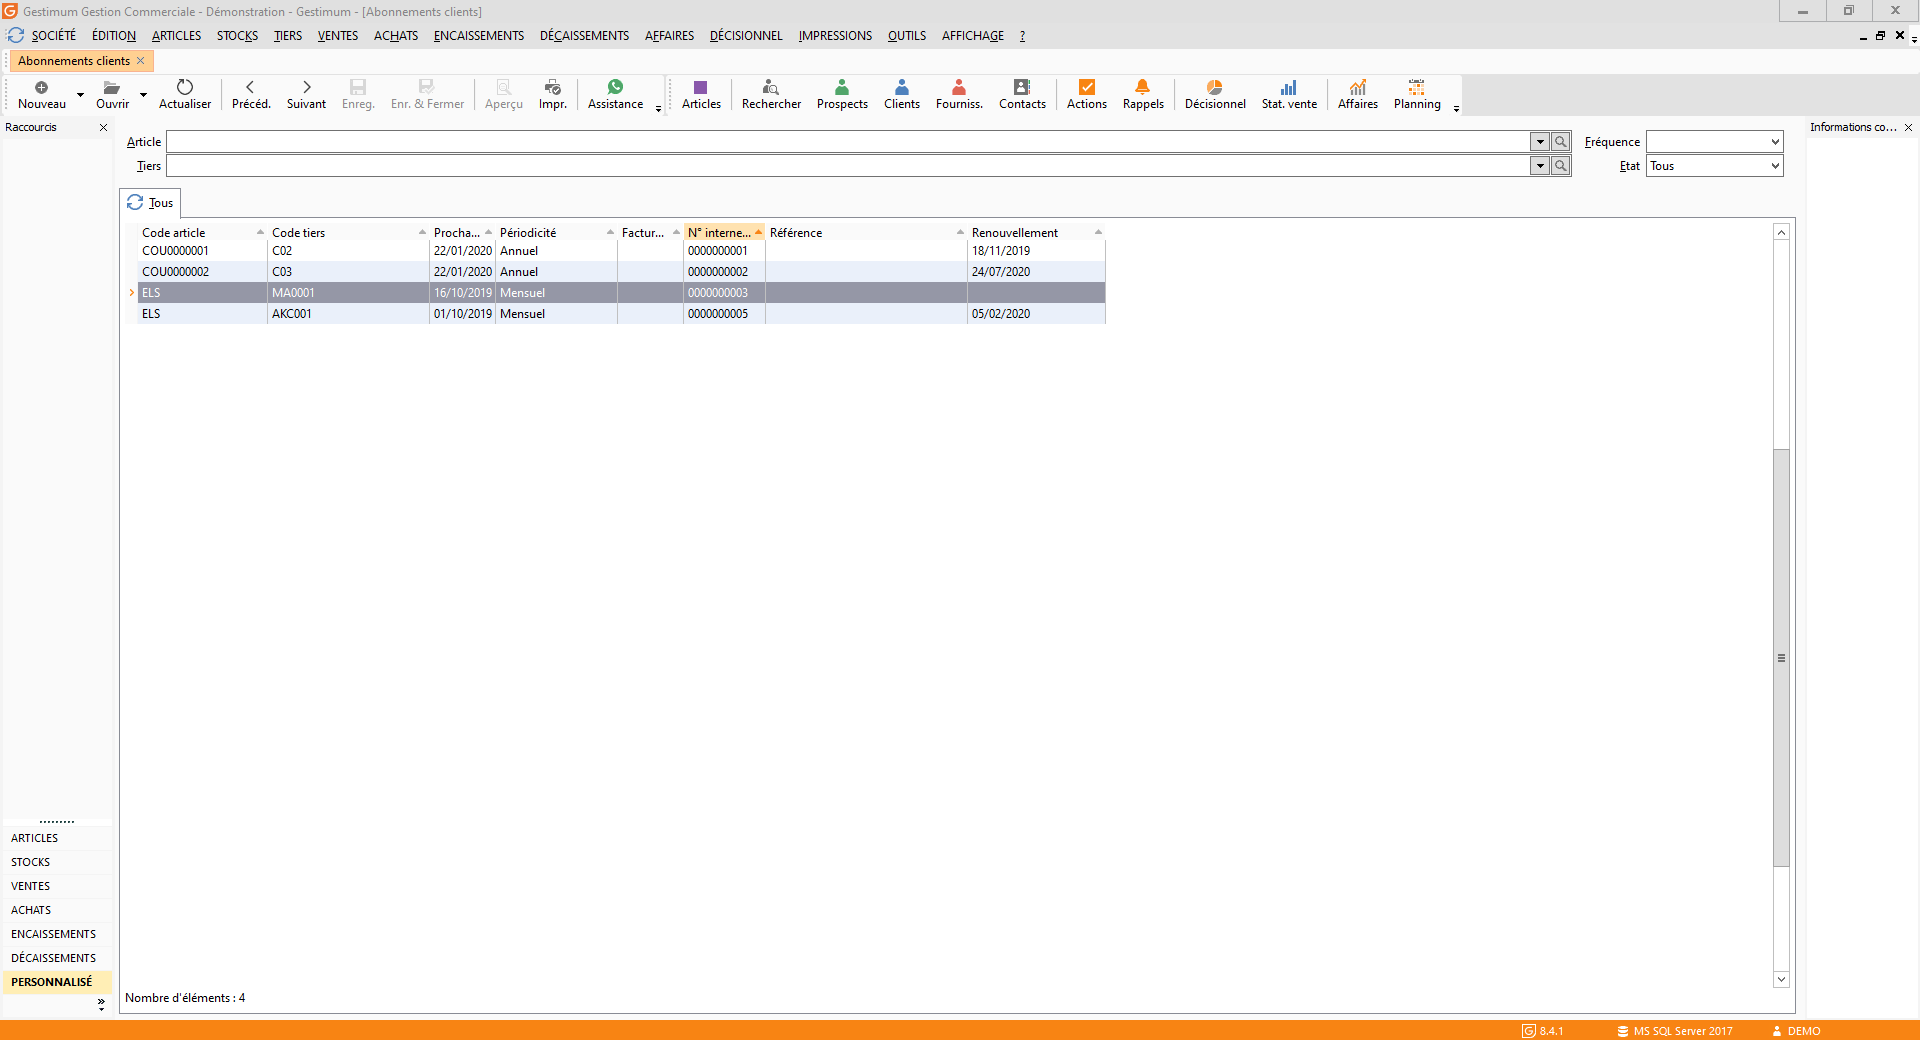 Gestimum Gestion Commerciale - Démonstration - Gestimum - [Abonnements clients]
SOCIÉTÉ ÉDITION ARTICLES STOCKS TIERS VENTES ACHATS ENCAISSEMENTS DÉCAISSEMENTS AFFAIRES DÉCISIONNEL IMPRESSIONS OUTILS AFFICHAGE ?
Abonnements clients
Nouveau Ouvrir Actualiser Précéd. Suivant Enreg. Enr. & Fermer Aperçu Impr. Assistance Articles Rechercher Prospects Clients Fourniss. Contacts Actions Rappels Décisionnel Stat. vente Affaires Planning
Raccourcis
Informations co...
Article
Fréquence
Tiers
Etat Tous
Tous
Code article Code tiers Procha... Périodicité Factur... N° interne... Référence Renouvellement
COU0000001 C02 22/01/2020 Annuel 0000000001 18/11/2019
COU0000002 C03 22/01/2020 Annuel 0000000002 24/07/2020
ELS MA0001 16/10/2019 Mensuel 0000000003
ELS AKC001 01/10/2019 Mensuel 0000000005 05/02/2020
ARTICLES
STOCKS
VENTES
ACHATS
ENCAISSEMENTS
DÉCAISSEMENTS
PERSONNALISÉ
Nombre d'éléments : 4
8.4.1 MS SQL Server 2017 DEMO